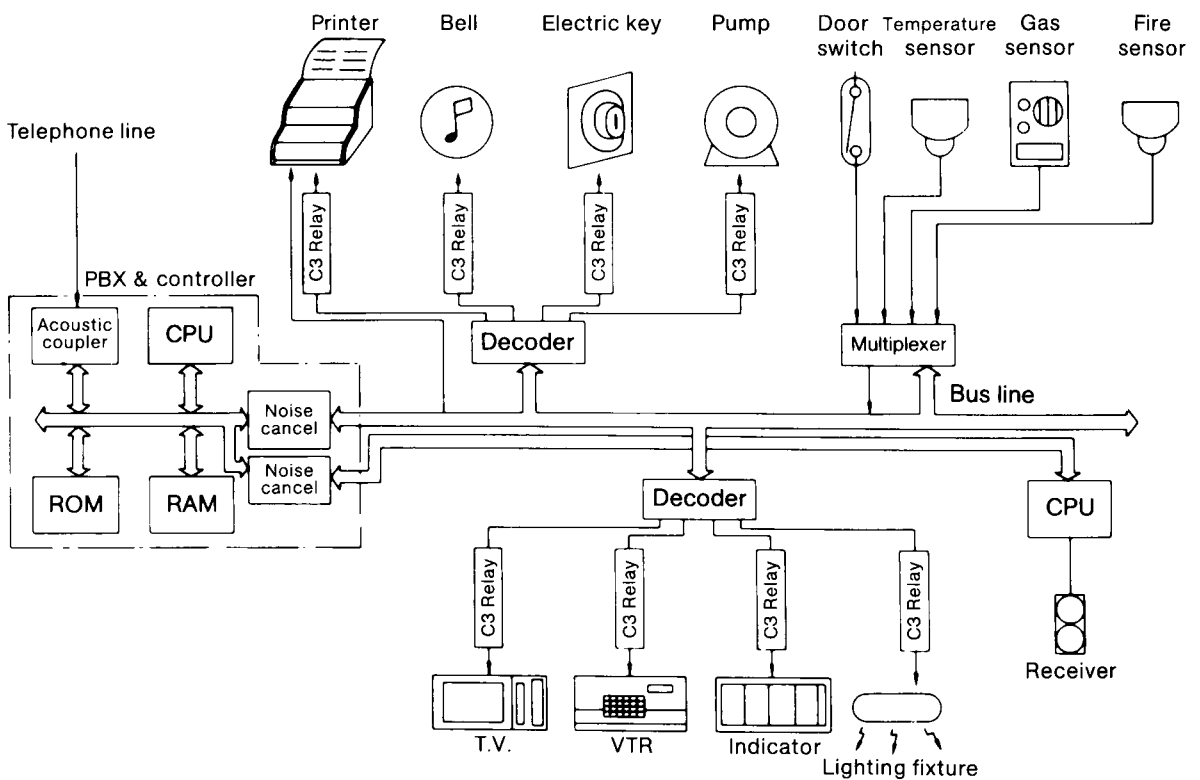 Printer
Bell
Electric key
Pump
Door
switch
Temperature
sensor
Gas
sensor
Fire
sensor
Telephone line
C3 Relay
C3 Relay
C3 Relay
C3 Relay
PBX & controller
Acoustic
coupler
CPU
Decoder
Multiplexer
Noise
cancel
Bus line
Noise
cancel
ROM
RAM
Decoder
CPU
C3 Relay
C3 Relay
C3 Relay
C3 Relay
Receiver
T.V.
VTR
Indicator
Lighting fixture